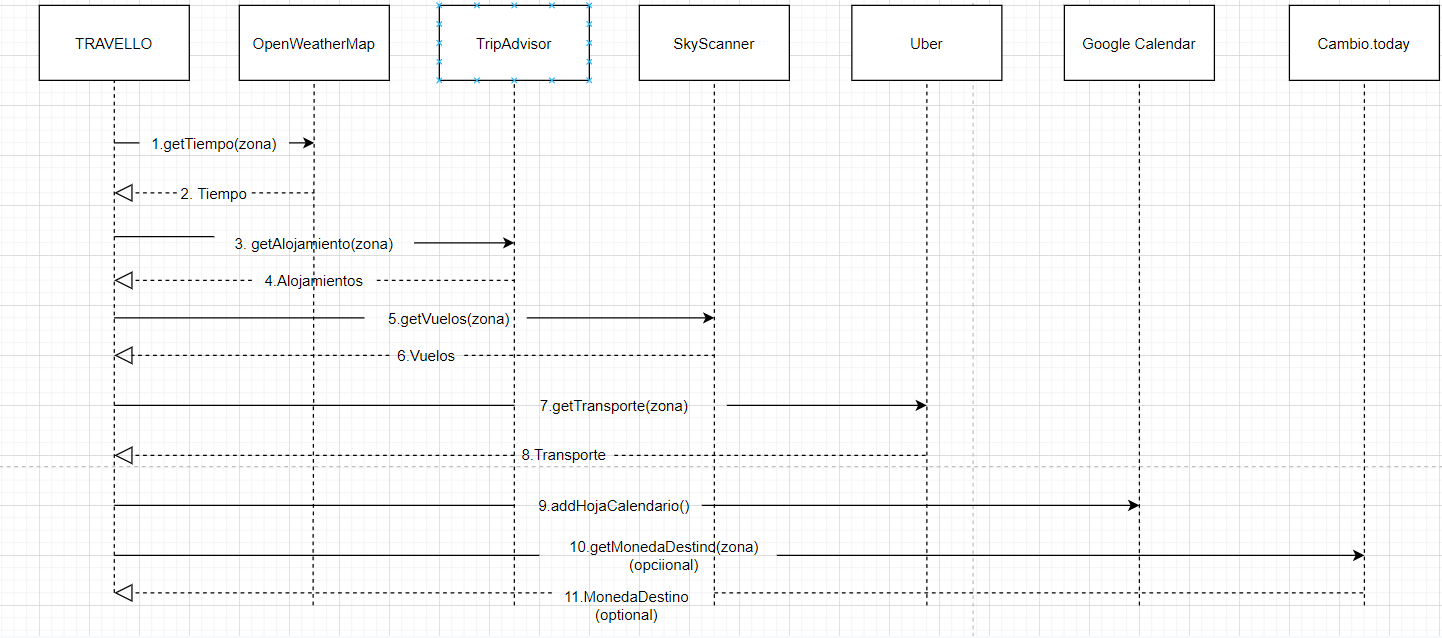 TRAVELLO
OpenWeatherMap
TripAdvisor
SkyScanner
Uber
Google Calendar
Cambio.today
1.getTiempo(zona)
2. Tiempo
3. getAlojamiento(zona)
4.Alojamientos
5.getVuelos(zona)
6.Vuelos
7.getTransporte(zona)
8.Transporte
9.addHojaCalendario()
10.getMonedaDestino(zona)
(opciional)
11.MonedaDestino
(optional)